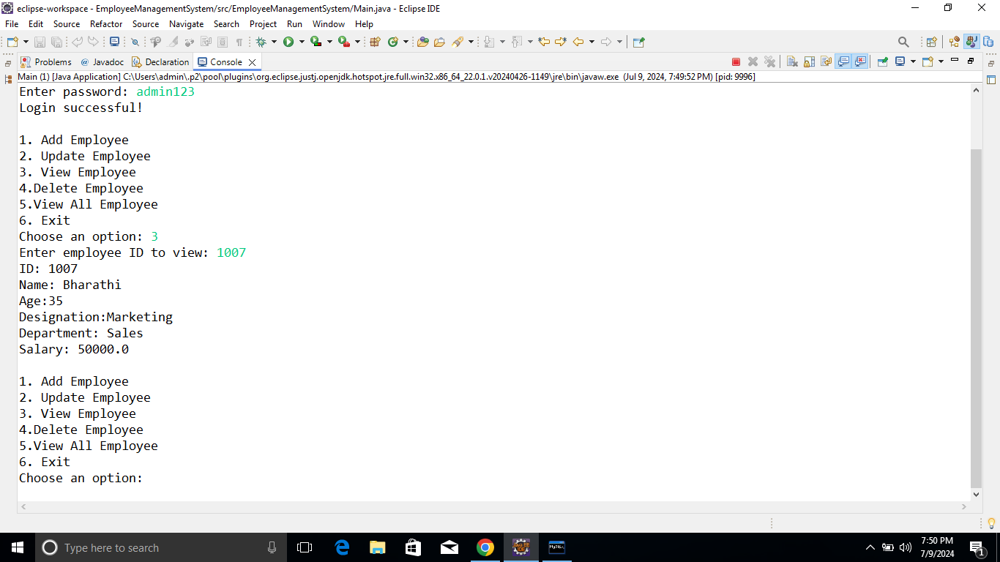 eclipse-workspace - EmployeeManagementSystem/src/EmployeeManagementSystem/Main.java - Eclipse IDE
File Edit Source Refactor Source Navigate Search Project Run Window Help
Problems @ Javadoc Declaration Console
Main (1) [Java Application] C:\Users\admin\.p2\pool\plugins\org.eclipse.justj.openjdk.hotspot.jre.full.win32.x86_64_22.0.1.v20240426-1149\jre\bin\javaw.exe (Jul 9, 2024, 7:49:52 PM) [pid: 9996]
Enter password: admin123
Login successful!
1. Add Employee
2. Update Employee
3. View Employee
4.Delete Employee
5.View All Employee
6. Exit
Choose an option: 3
Enter employee ID to view: 1007
ID: 1007
Name: Bharathi
Age:35
Designation:Marketing
Department: Sales
Salary: 50000.0
1. Add Employee
2. Update Employee
3. View Employee
4.Delete Employee
5.View All Employee
6. Exit
Choose an option:
Type here to search
Java EE
IDE
MySQL
7:50 PM
7/9/2024
1